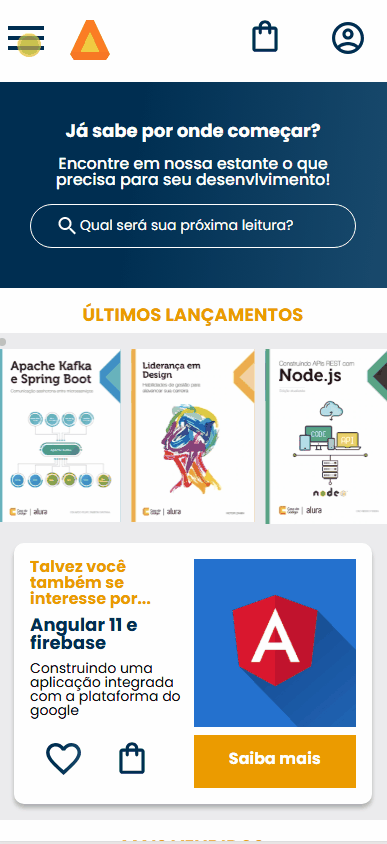 Já sabe por onde começar?
Encontre em nossa estante o que
precisa para seu desenvlvimento!
Qual será sua próxima leitura?
ÚLTIMOS LANÇAMENTOS
Apache Kafka
e Spring Boot
Comunicação assíncrona entre microsserviços
APACHE KAFKA
Casa do
Código
alura
Liderança em
Design
Habilidades de gestão para
alavancar sua carreira
Casa do
Código
alura
Construindo APIs REST com
Node.js
CODE
API
node
Casa do
Código
alura
Talvez você
também se
interesse por...
Angular 11 e
firebase
Construindo uma
aplicação integrada
com a plataforma do
google
A
Saiba mais